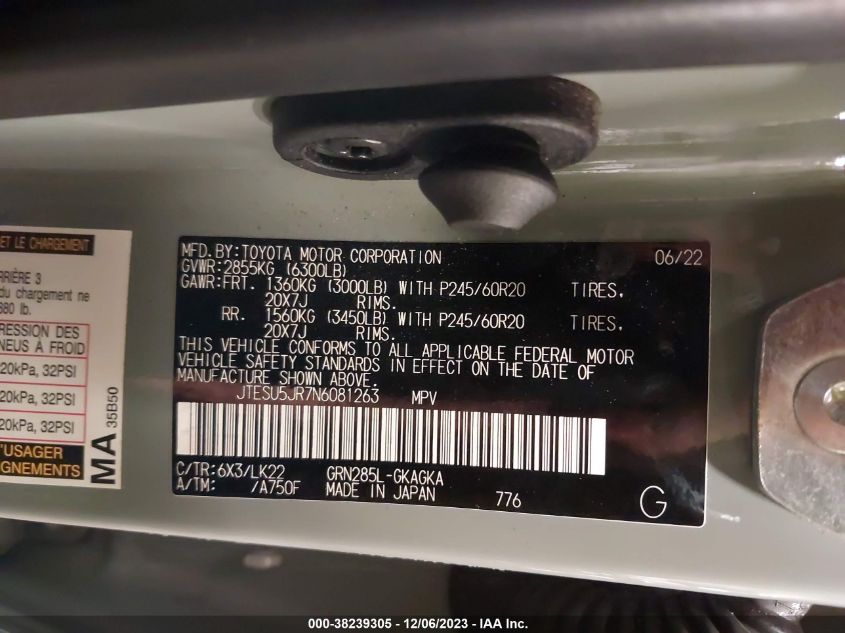 ET LE CHARGEMENT
RRIÈRE 3
du chargement ne
380 lb.
RESSION DES
NEUS À FROID
20kPa, 32PSI
20kPa, 32PSI
20kPa, 32PSI
'USAGER
IGNEMENTS
MA
35B50
MFD.BY:TOYOTA MOTOR CORPORATION 06/22
GVWR:2855KG (6300LB)
GAWR:FRT. 1360KG (3000LB) WITH P245/60R20 TIRES,
20X7J RIMS.
RR. 1560KG (3450LB) WITH P245/60R20 TIRES,
20X7J RIMS.
THIS VEHICLE CONFORMS TO ALL APPLICABLE FEDERAL MOTOR
VEHICLE SAFETY STANDARDS IN EFFECT ON THE DATE OF
MANUFACTURE SHOWN ABOVE.
JTESU5JR7N6081263 MPV
C/TR:6X3/LK22 GRN285L-GKAGKA
A/TM: /A750F MADE IN JAPAN 776 G
000-38239305 - 12/06/2023 - IAA Inc.